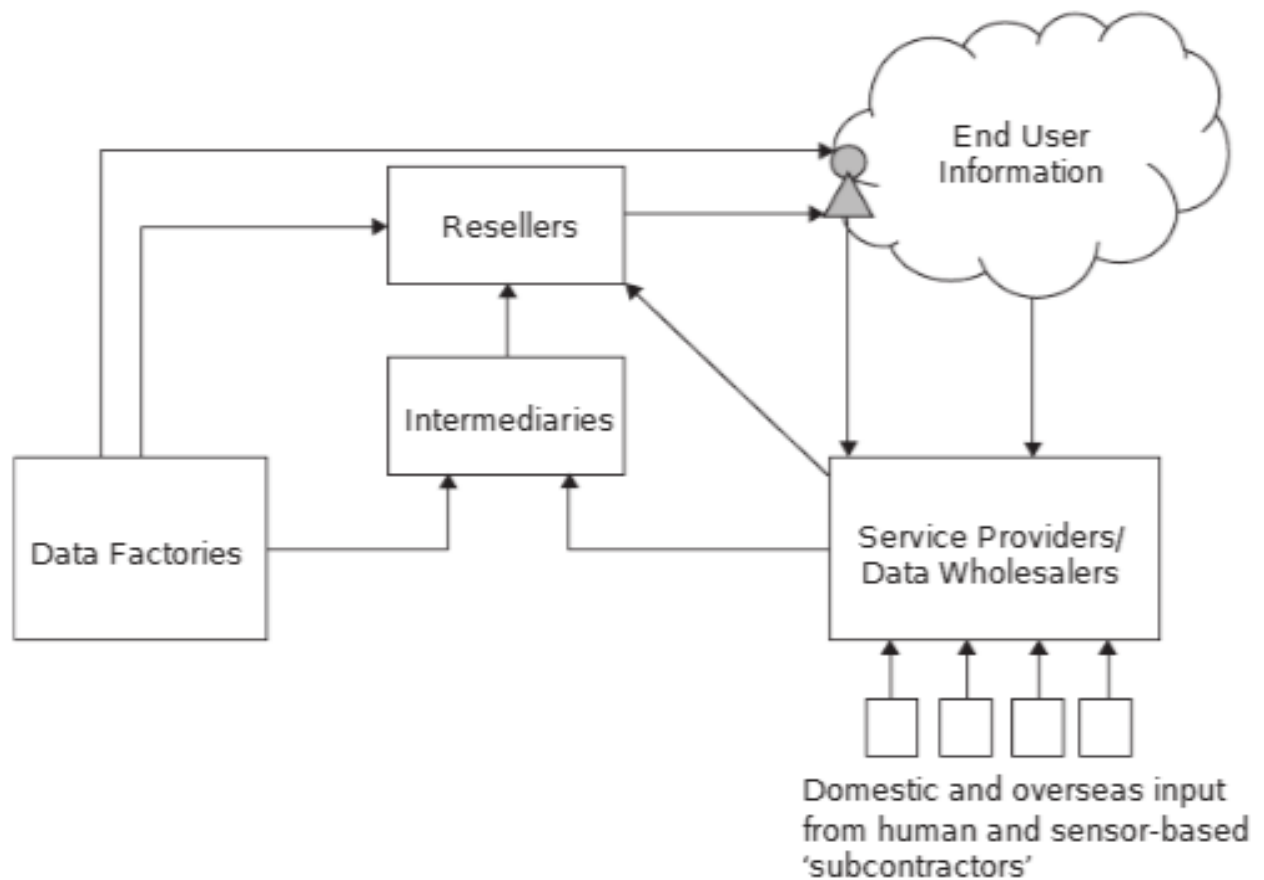 End User
Information
Resellers
Intermediaries
Data Factories
Service Providers/
Data Wholesalers
Domestic and overseas input
from human and sensor-based
‘subcontractors’